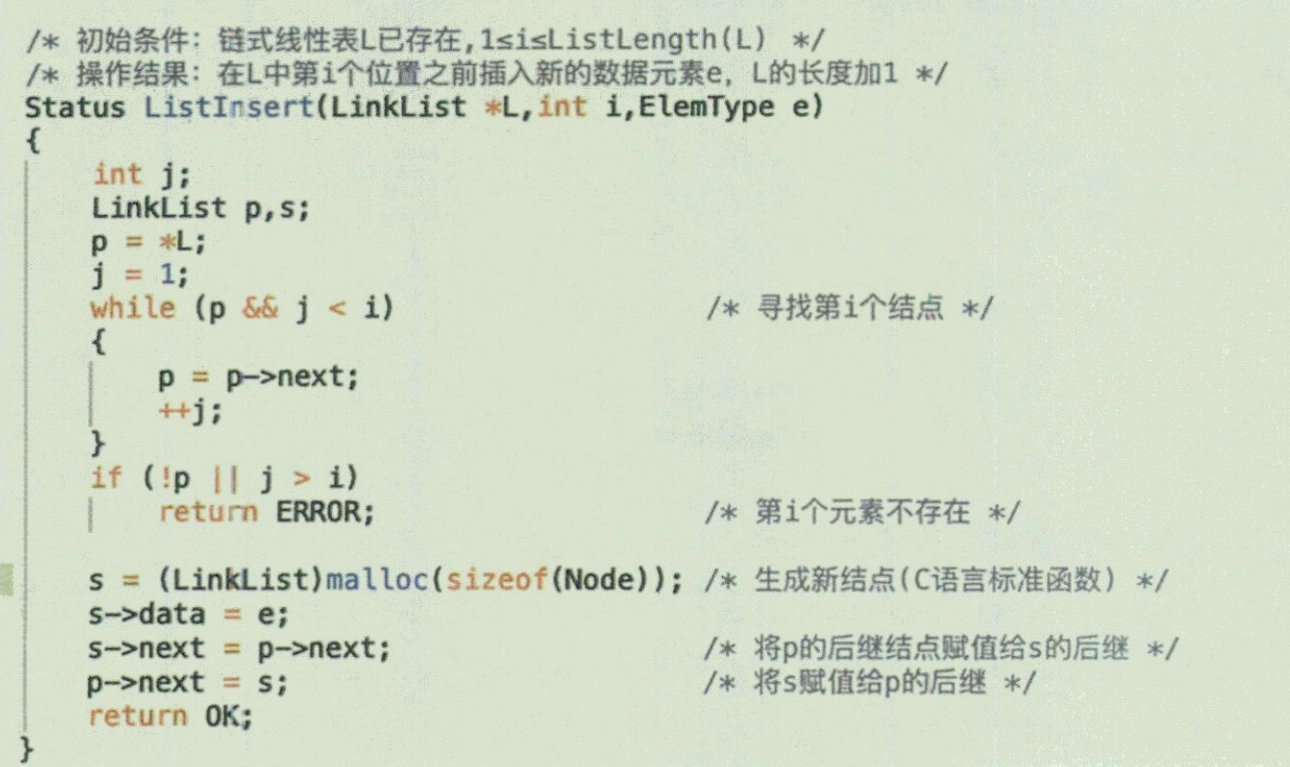 /* 初始条件：链式线性表L已存在,1≤i≤ListLength(L) */
/* 操作结果：在L中第i个位置之前插入新的数据元素e，L的长度加1 */
Status ListInsert(LinkList *L,int i,ElemType e)
{
    int j;
    LinkList p,s;
    p = *L;
    j = 1;
    while (p && j < i) /* 寻找第i个结点 */
    {
        p = p->next;
        ++j;
    }
    if (!p || j > i)
        return ERROR; /* 第i个元素不存在 */
    s = (LinkList)malloc(sizeof(Node)); /* 生成新结点(C语言标准函数) */
    s->data = e;
    s->next = p->next; /* 将p的后继结点赋值给s的后继 */
    p->next = s; /* 将s赋值给p的后继 */
    return OK;
}